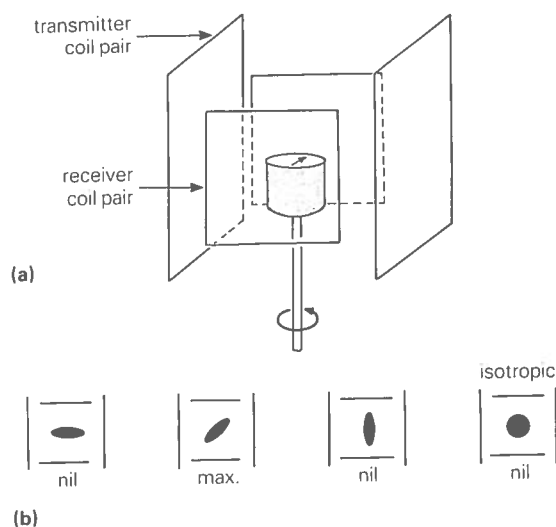 transmitter
coil pair
receiver
coil pair
(a)
isotropic
nil
max.
nil
nil
(b)